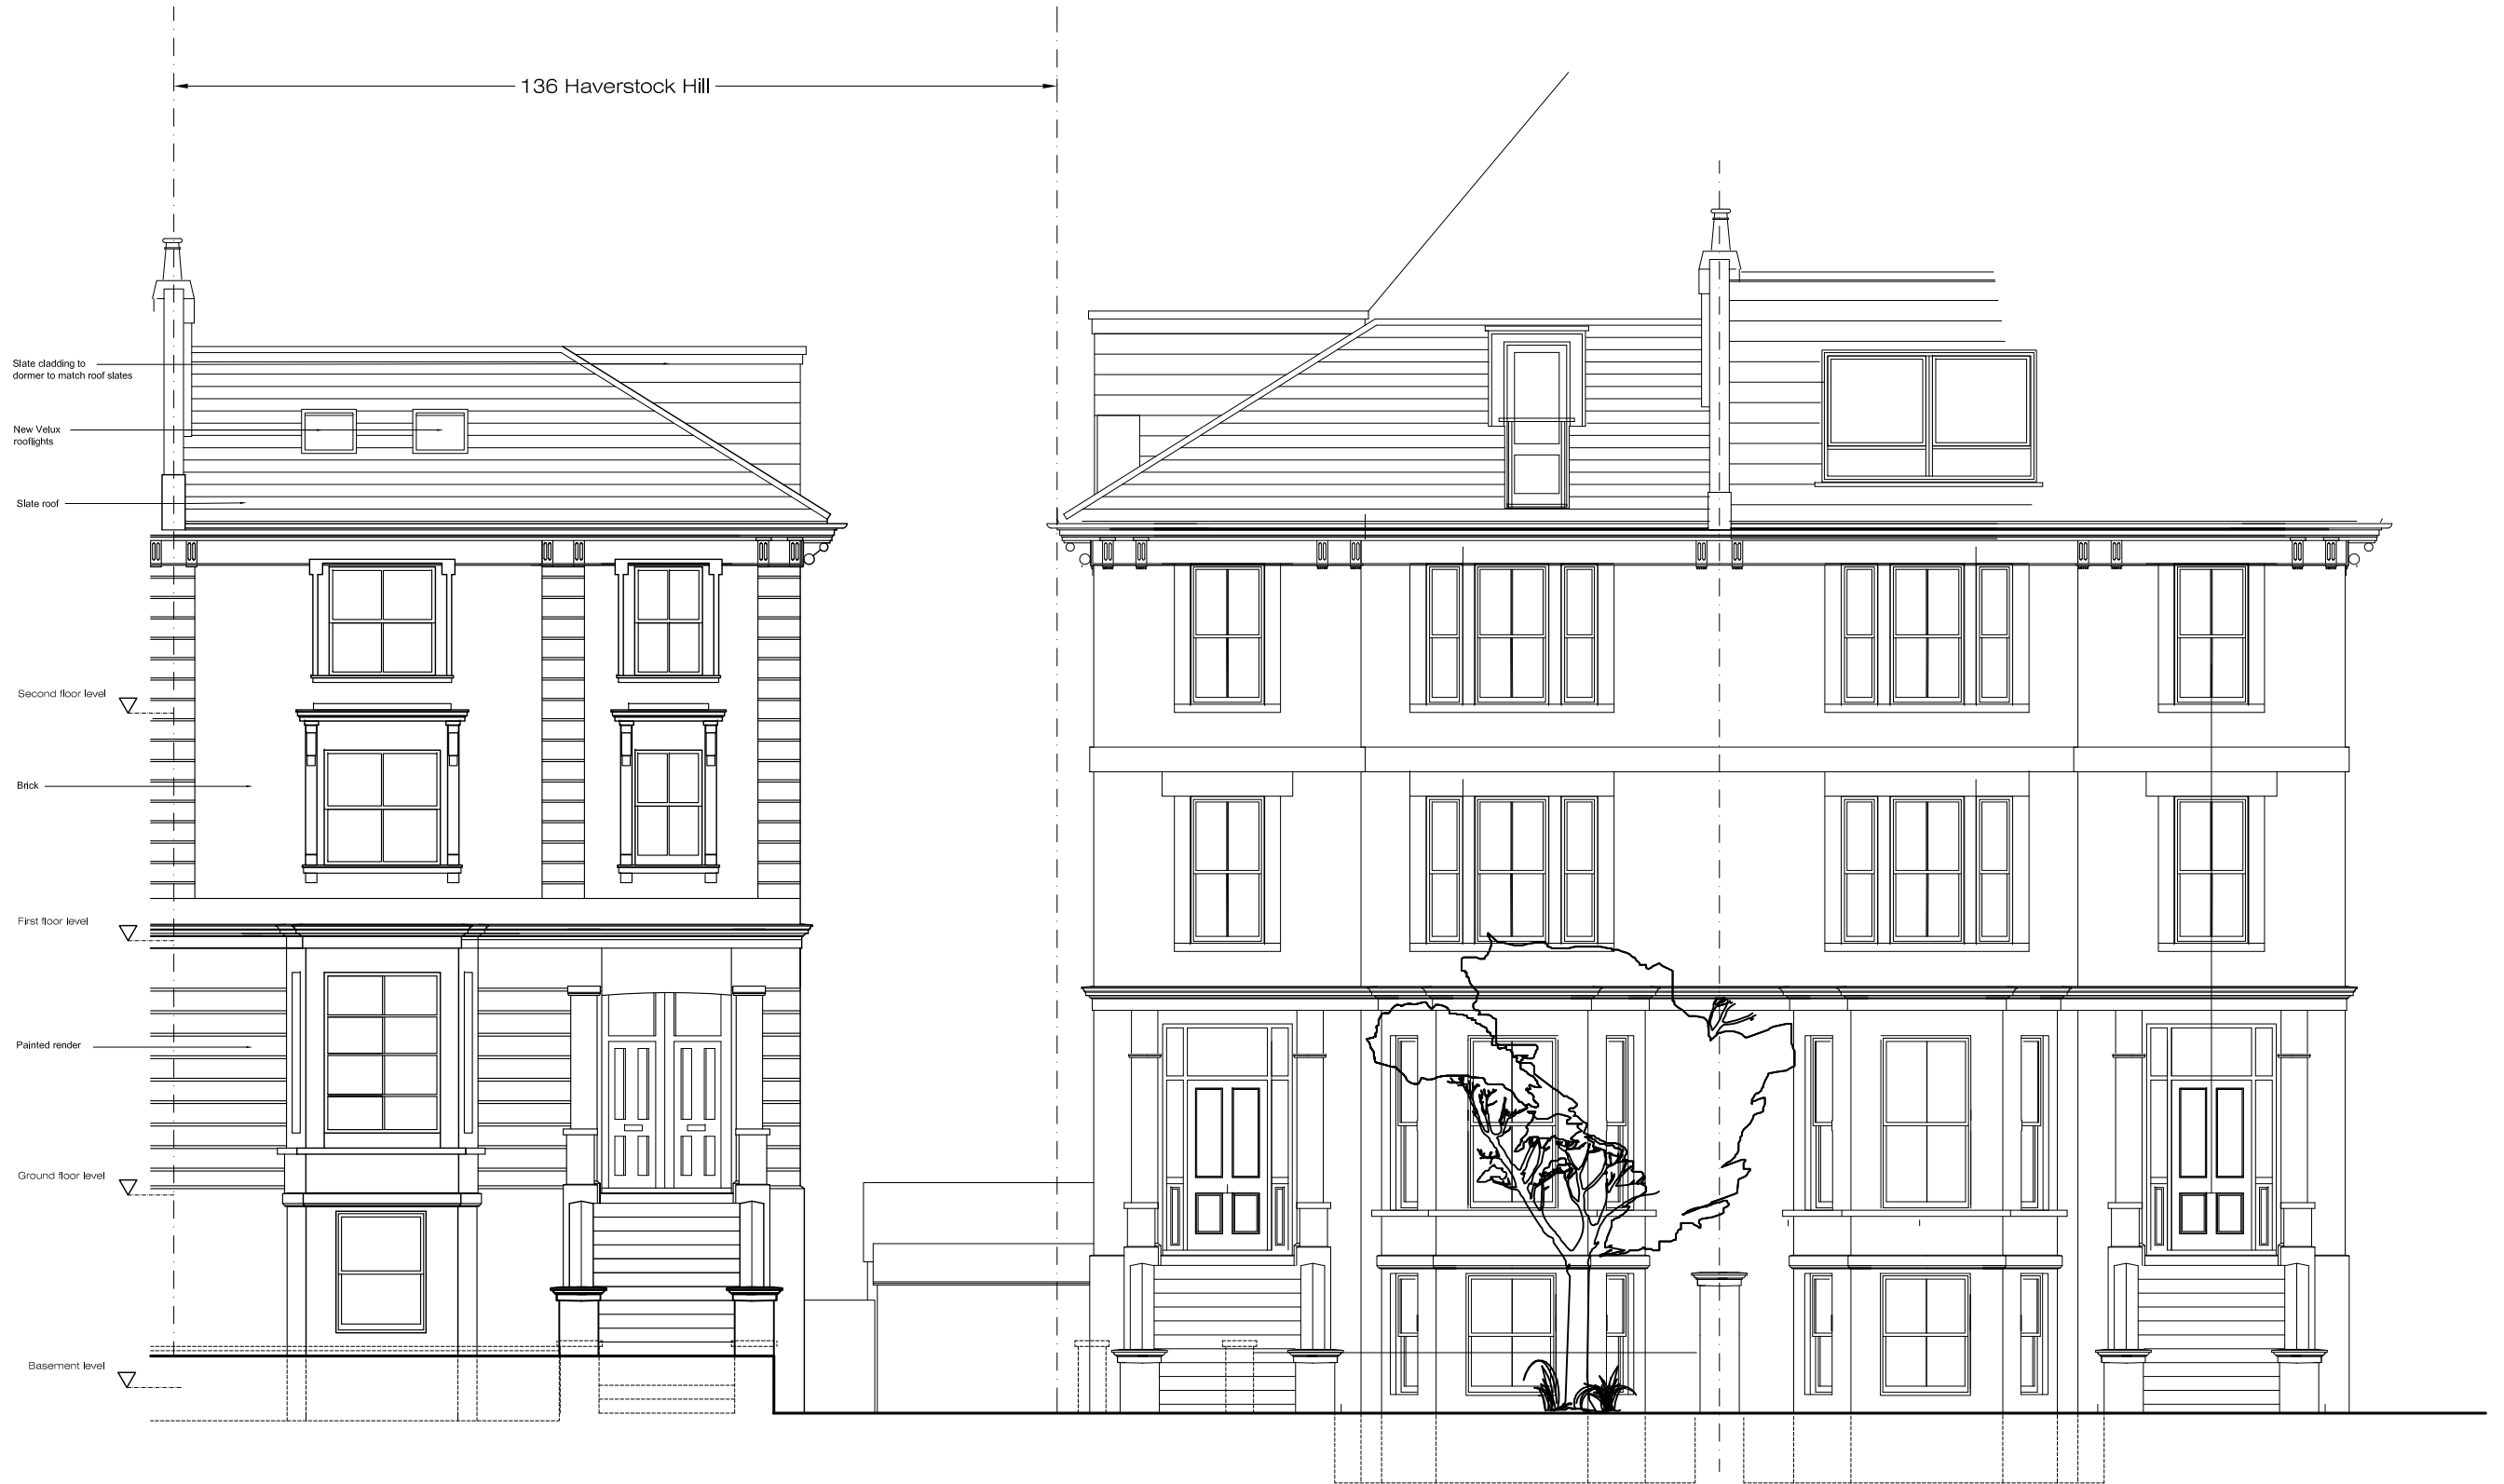 136 Haverstock Hill
Slate cladding to
dormer to match roof slates
New Velux
rooflights
Slate roof
Second floor level
Brick
First floor level
Painted render
Ground floor level
Basement level